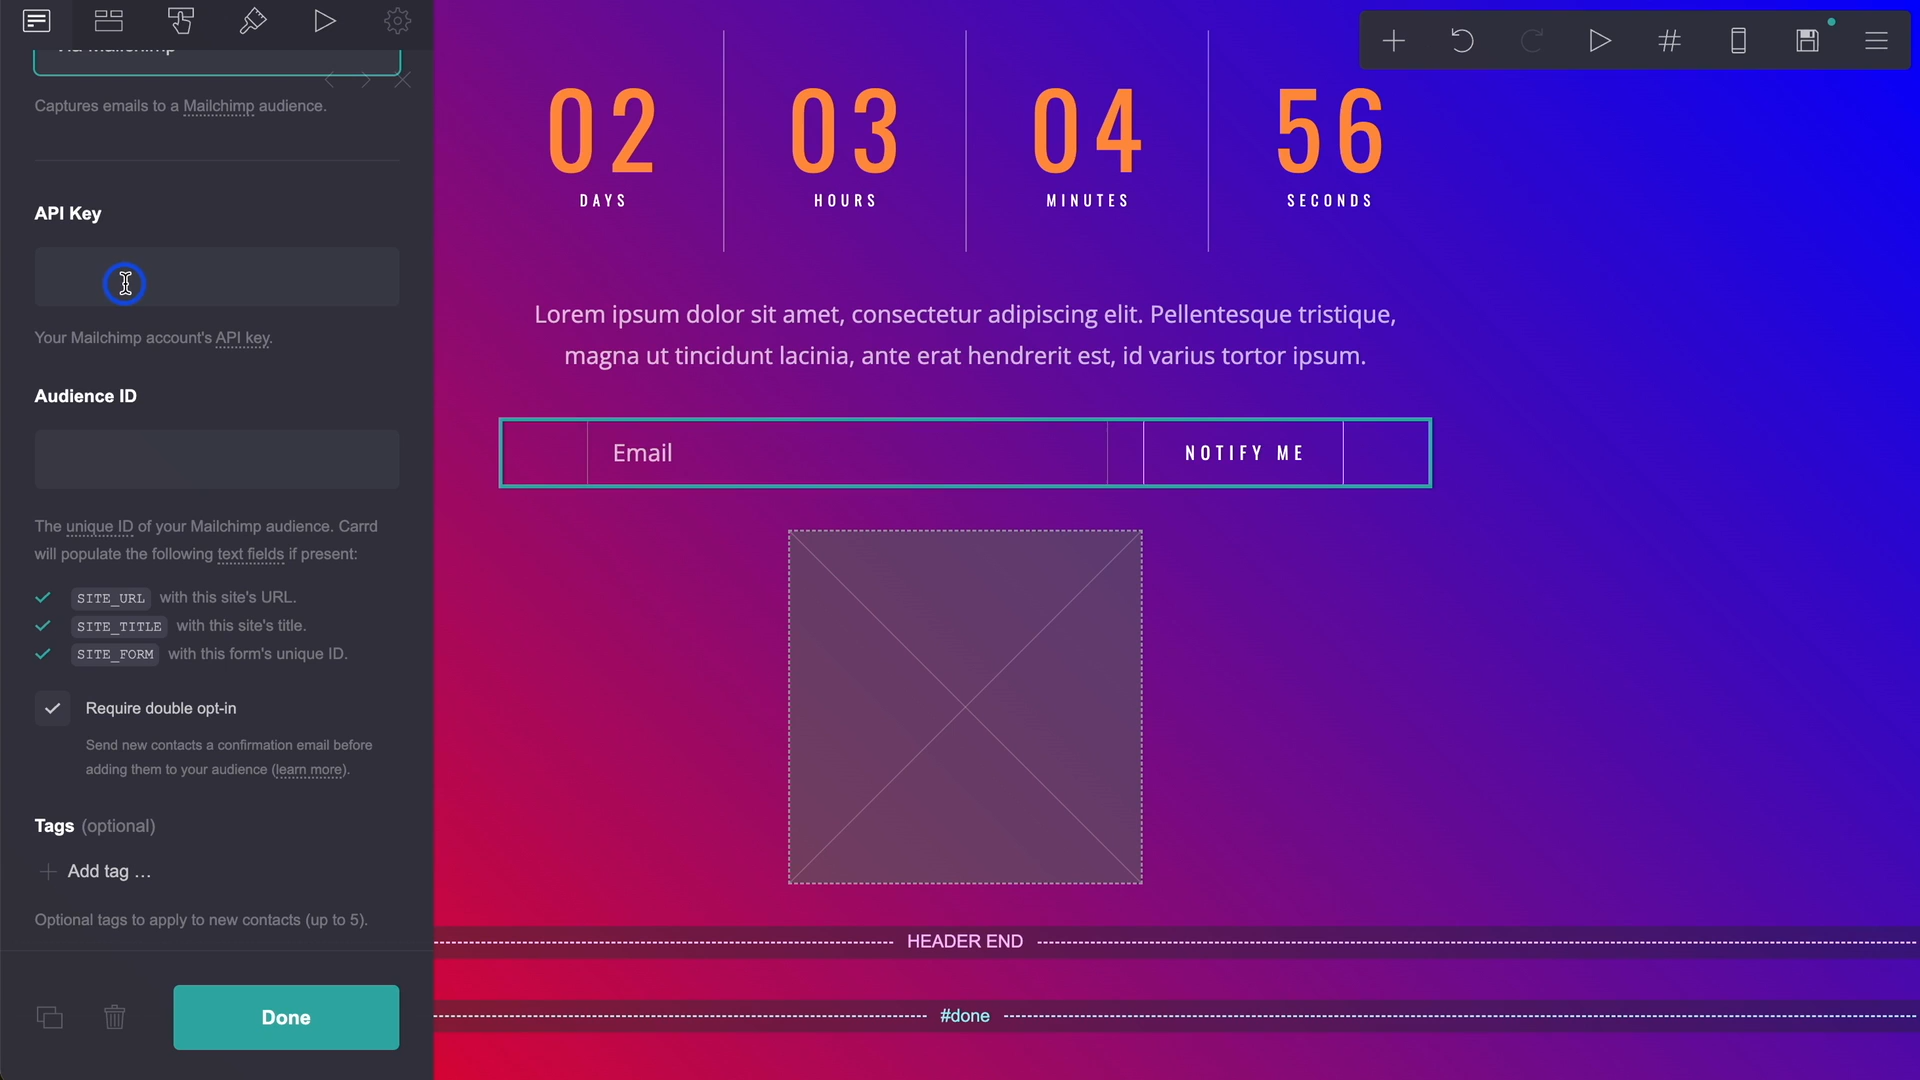 via Mailchimp
Captures emails to a Mailchimp audience.
API Key
Your Mailchimp account's API key.
Audience ID
The unique ID of your Mailchimp audience. Carrd
will populate the following text fields if present:
SITE_URL with this site's URL.
SITE_TITLE with this site's title.
SITE_FORM with this form's unique ID.
Require double opt-in
Send new contacts a confirmation email before
adding them to your audience (learn more).
Tags (optional)
Add tag ...
Optional tags to apply to new contacts (up to 5).
Done
02 03 04 56
DAYS HOURS MINUTES SECONDS
Lorem ipsum dolor sit amet, consectetur adipiscing elit. Pellentesque tristique,
magna ut tincidunt lacinia, ante erat hendrerit est, id varius tortor ipsum.
Email NOTIFY ME
HEADER END
#done